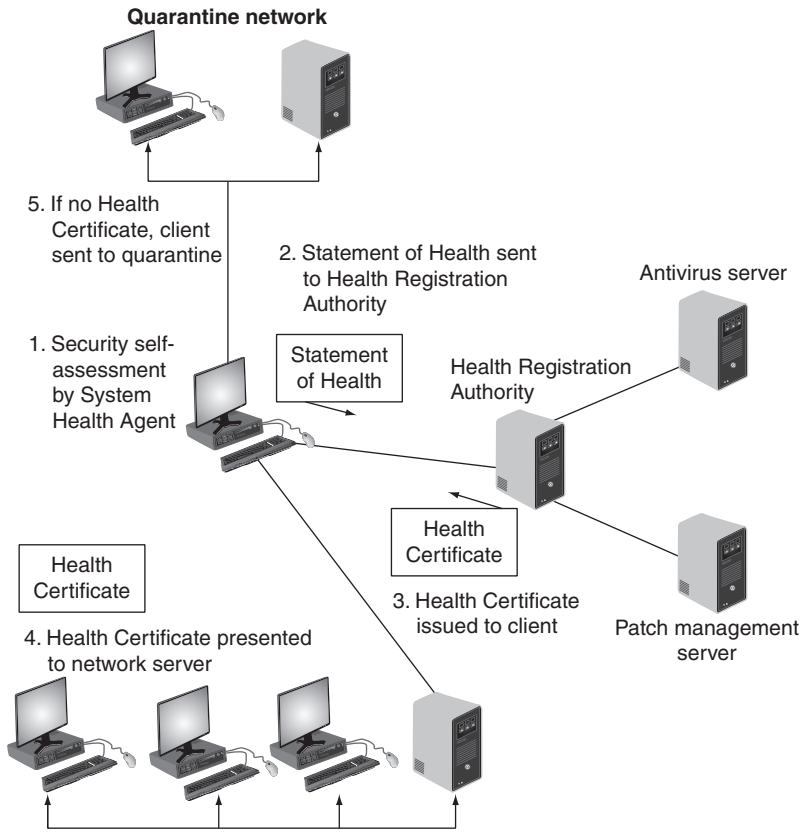 Quarantine network
5. If no Health
Certificate, client
sent to quarantine
2. Statement of Health sent
to Health Registration
Authority
Antivirus server
1. Security self-
assessment
by System
Health Agent
Statement
of Health
Health Registration
Authority
Health
Certificate
Health
Certificate
3. Health Certificate
issued to client
Patch management
server
4. Health Certificate presented
to network server